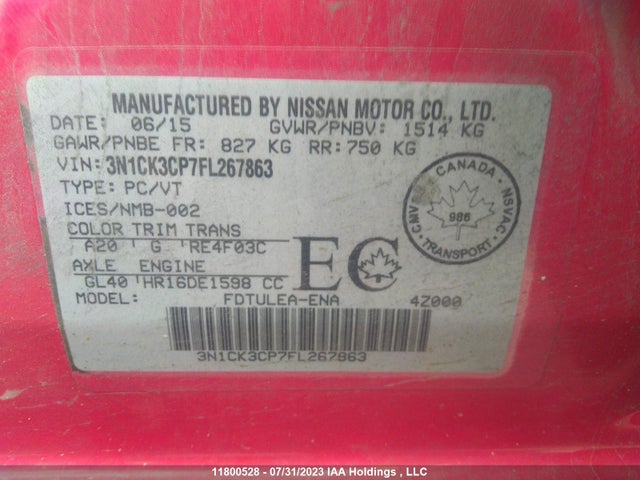 MANUFACTURED BY NISSAN MOTOR CO., LTD.
DATE: 06/15 GVWR/PNBV: 1514 KG
GAWR/PNBE FR: 827 KG RR: 750 KG
VIN: 3N1CK3CP7FL267863
TYPE: PC/VT
ICES/NMB-002
COLOR TRIM TRANS
A20 ' G ' RE4F03C
AXLE ENGINE
GL40 'HR16DE1598 CC
MODEL: FDTULEA-ENA 4Z000
3N1CK3CP7FL267863
EC
CANADA
CMVSS NSVAC
986
TRANSPORT
11800528 - 07/31/2023 IAA Holdings , LLC